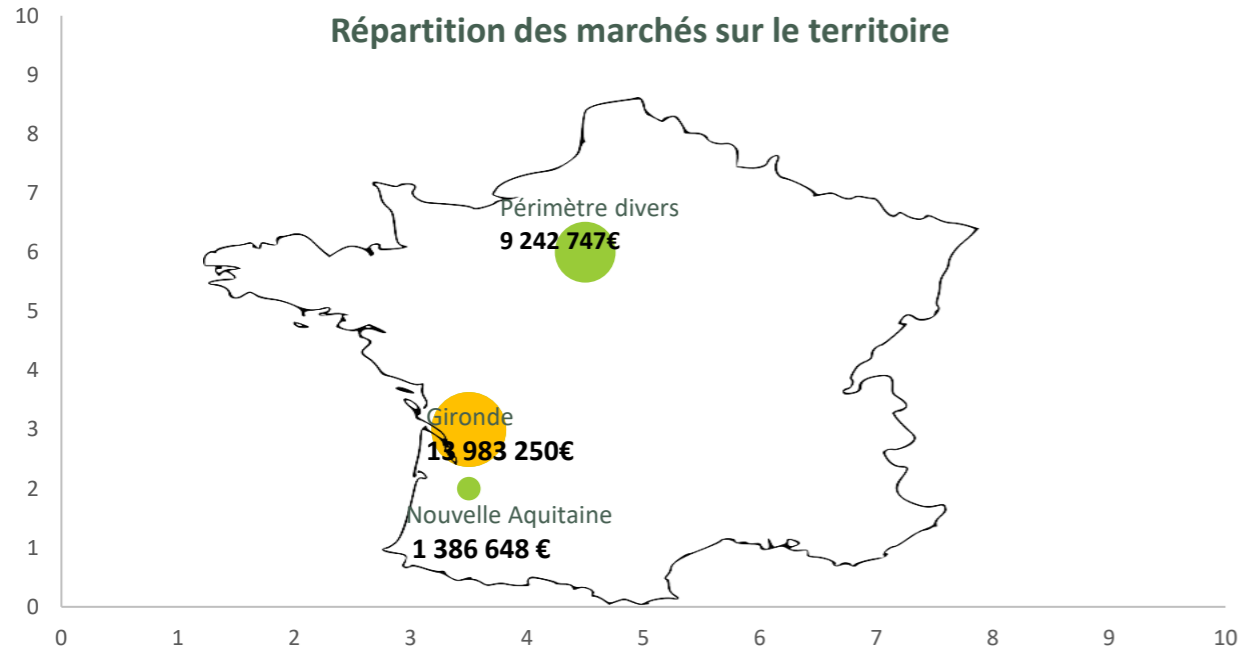 Répartition des marchés sur le territoire
10
9
8
7
6
5
4
3
2
1
0
Périmètre divers
9 242 747€
Gironde
13 983 250€
Nouvelle Aquitaine
1 386 648 €
0 1 2 3 4 5 6 7 8 9 10